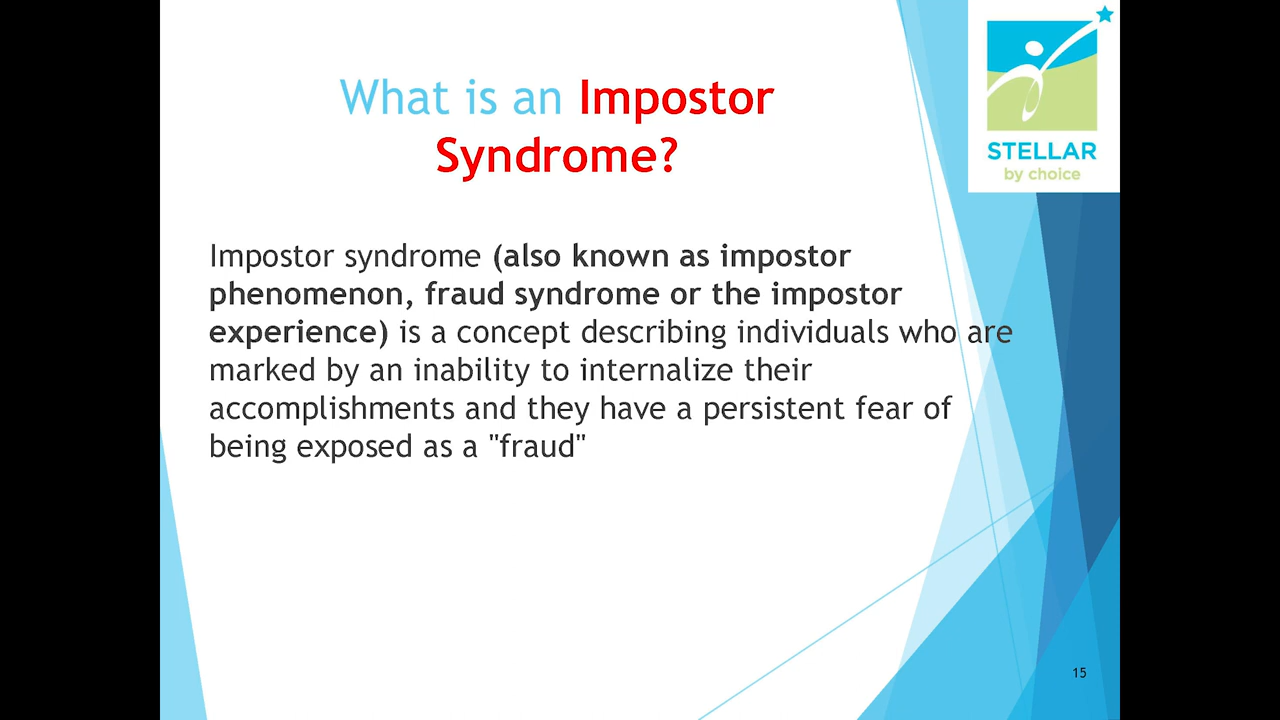 What is an Impostor
Syndrome?
STELLAR
by choice
Impostor syndrome (also known as impostor
phenomenon, fraud syndrome or the impostor
experience) is a concept describing individuals who are
marked by an inability to internalize their
accomplishments and they have a persistent fear of
being exposed as a "fraud"
15